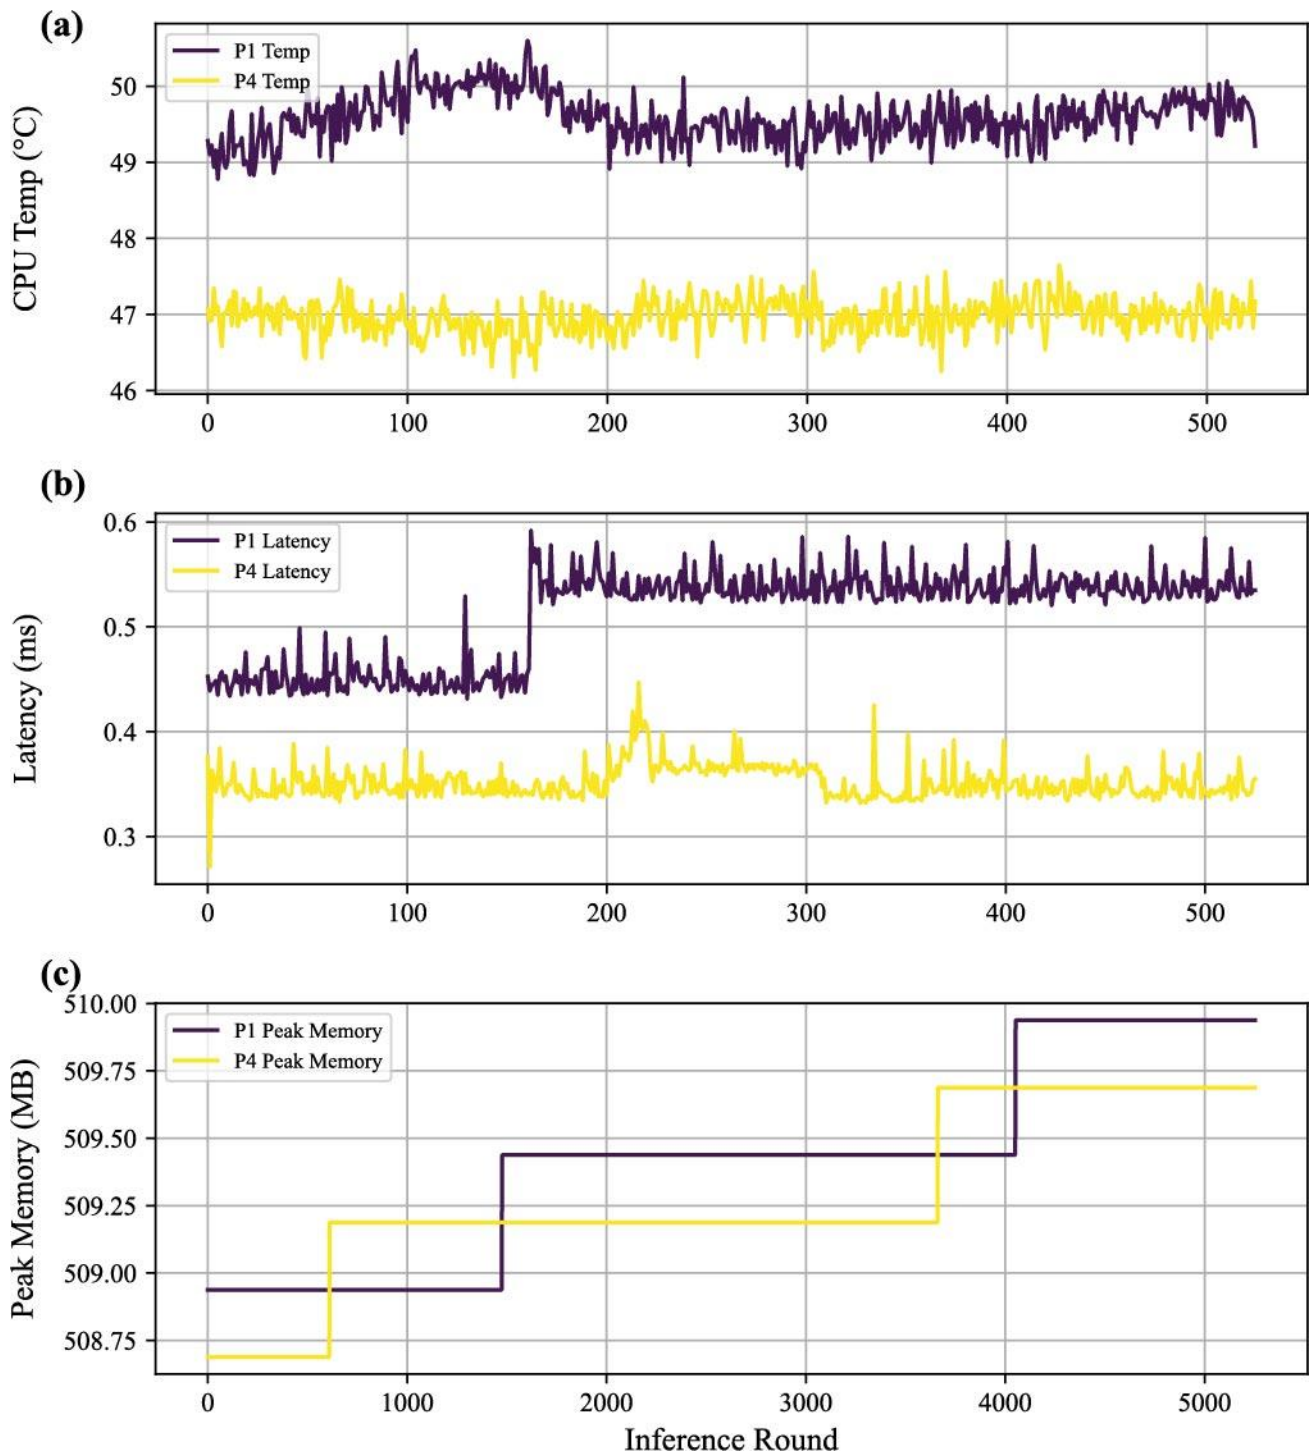 (a)
P1 Temp
P4 Temp
CPU Temp (°C)
50
49
48
47
46
0 100 200 300 400 500
(b)
P1 Latency
P4 Latency
Latency (ms)
0.6
0.5
0.4
0.3
0 100 200 300 400 500
(c)
P1 Peak Memory
P4 Peak Memory
Peak Memory (MB)
510.00
509.75
509.50
509.25
509.00
508.75
0 1000 2000 3000 4000 5000
Inference Round